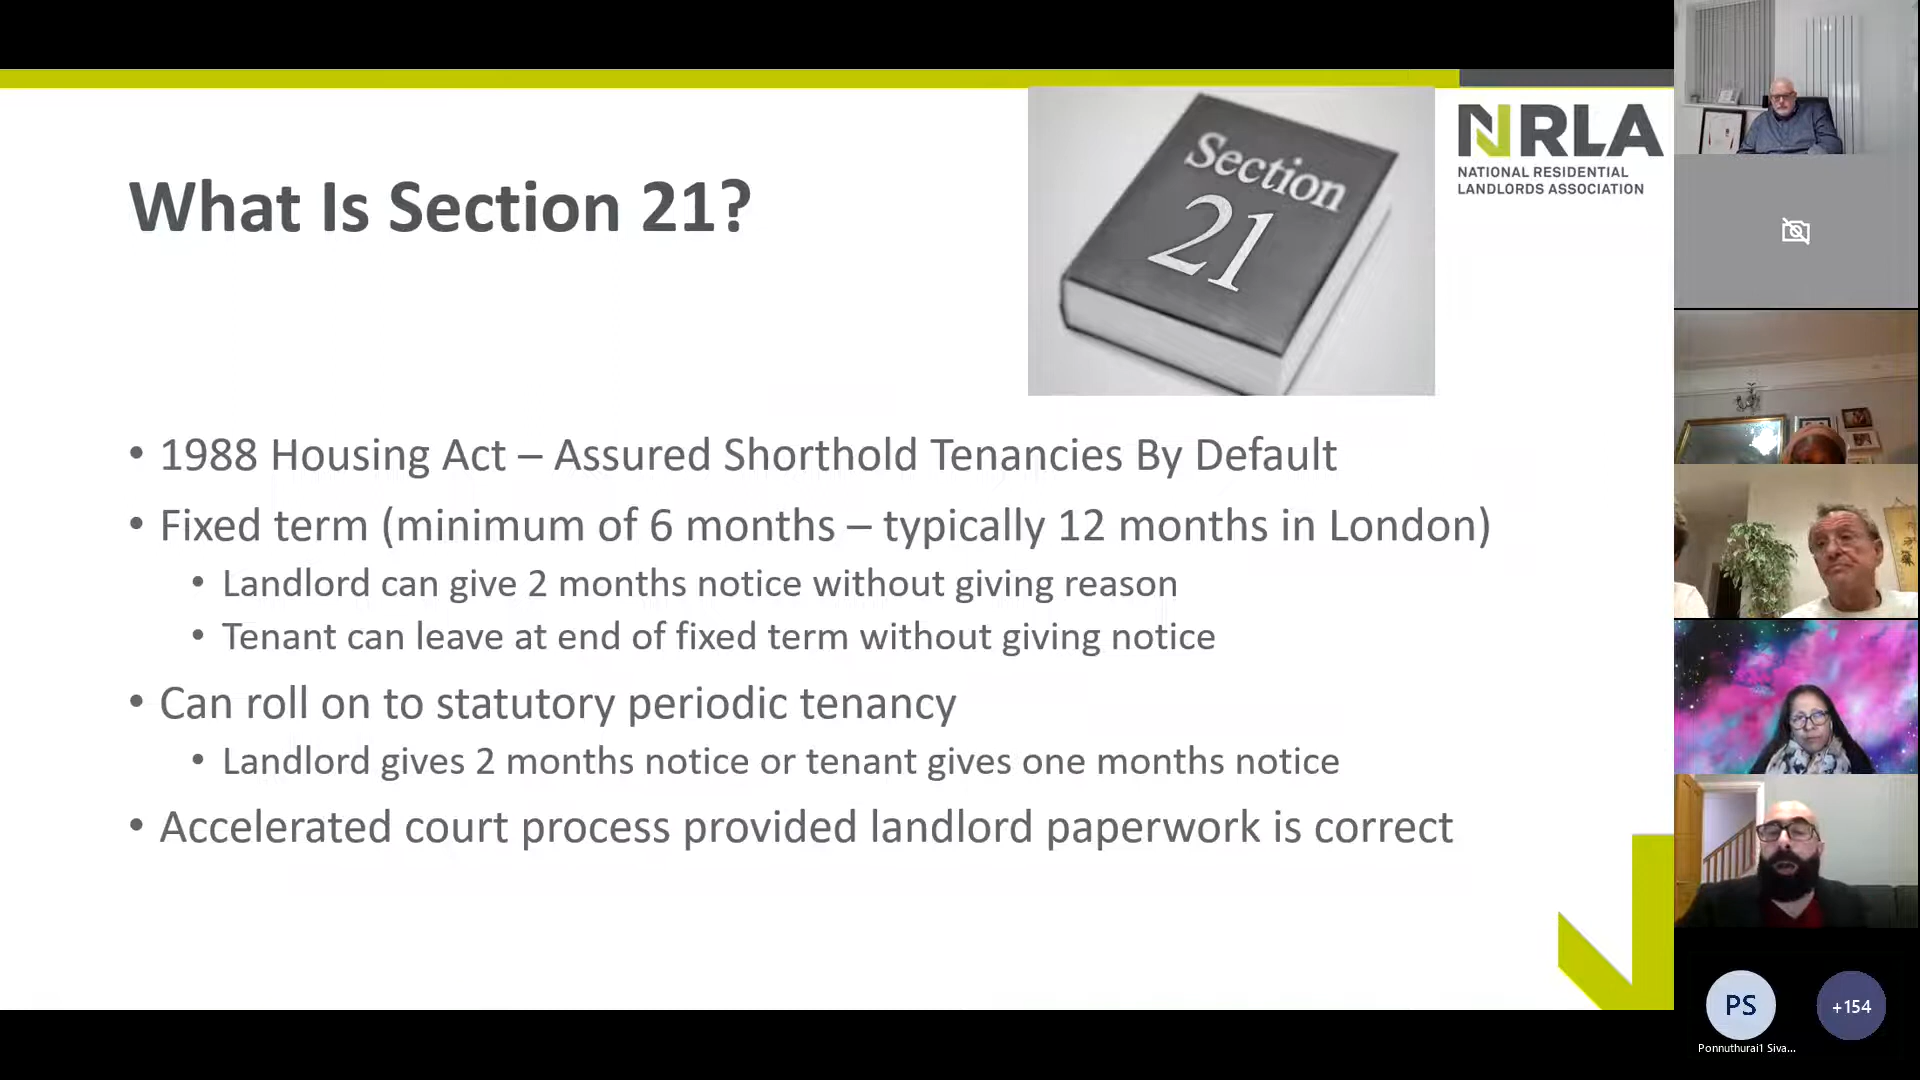 Section
21
NRLA
NATIONAL RESIDENTIAL
LANDLORDS ASSOCIATION
What Is Section 21?
• 1988 Housing Act – Assured Shorthold Tenancies By Default
• Fixed term (minimum of 6 months – typically 12 months in London)
• Landlord can give 2 months notice without giving reason
• Tenant can leave at end of fixed term without giving notice
• Can roll on to statutory periodic tenancy
• Landlord gives 2 months notice or tenant gives one months notice
• Accelerated court process provided landlord paperwork is correct
PS
+154
Ponnuthurai1 Siva...